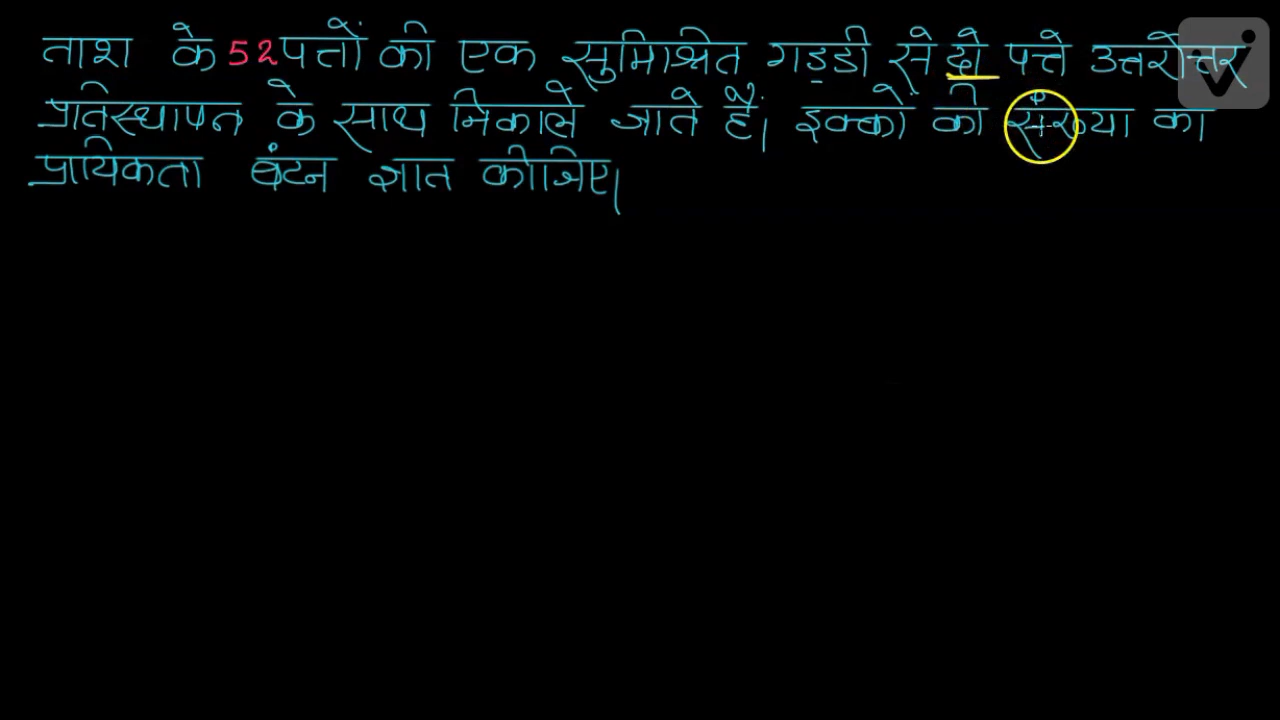 ताश के 52 पत्तों की एक सुमिश्रित गड्डी से दो पत्ते उत्तरोत्तर
प्रतिस्थापन के साथ निकाले जाते हैं। इक्कों की संख्या का
प्रायिकता बंटन ज्ञात कीजिए।